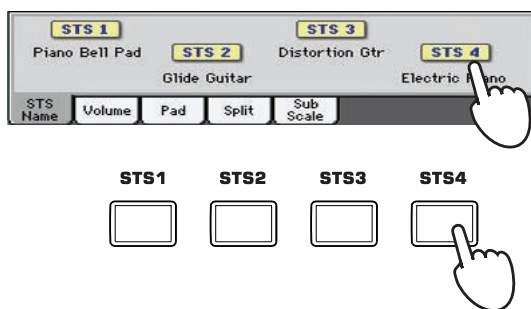 STS 1
STS 3
Piano Bell Pad
STS 2
Distortion Gtr
STS 4
Glide Guitar
Electric
STS Name
Volume
Pad
Split
Sub Scale
STS1
STS2
STS3
STS4